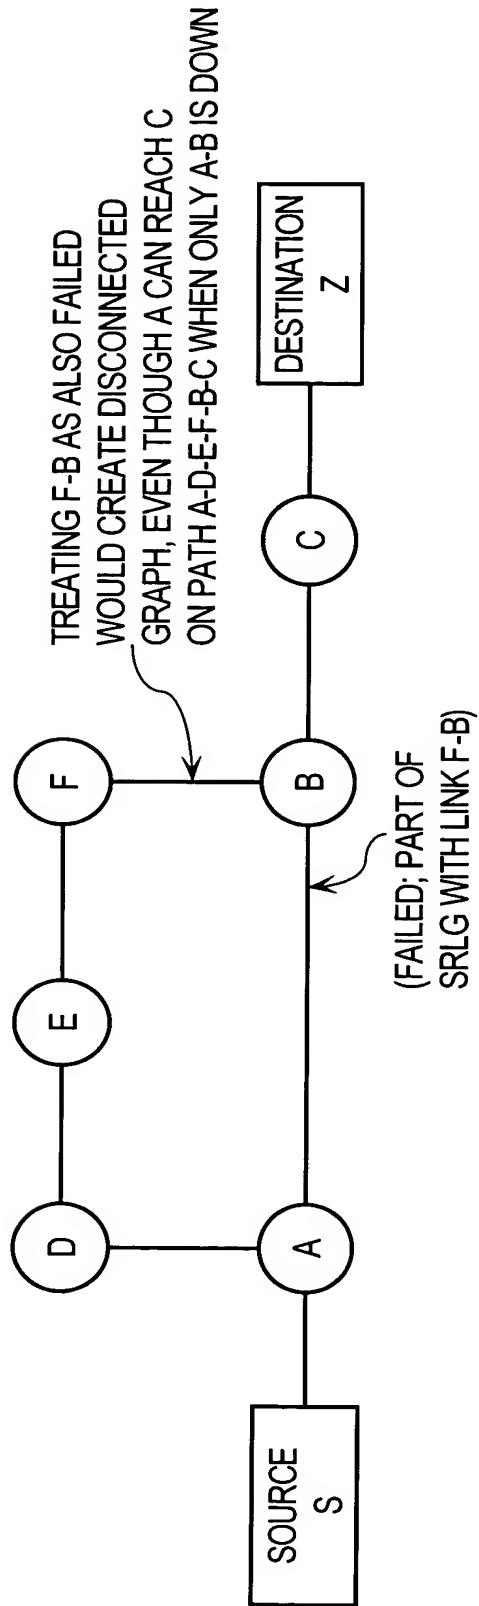 TREATING F-B AS ALSO FAILED
WOULD CREATE DISCONNECTED
GRAPH, EVEN THOUGH A CAN REACH C
ON PATH A-D-E-F-B-C WHEN ONLY A-B IS DOWN
D
E
F
SOURCE
S
A
B
C
DESTINATION
Z
(FAILED; PART OF
SRLG WITH LINK F-B)